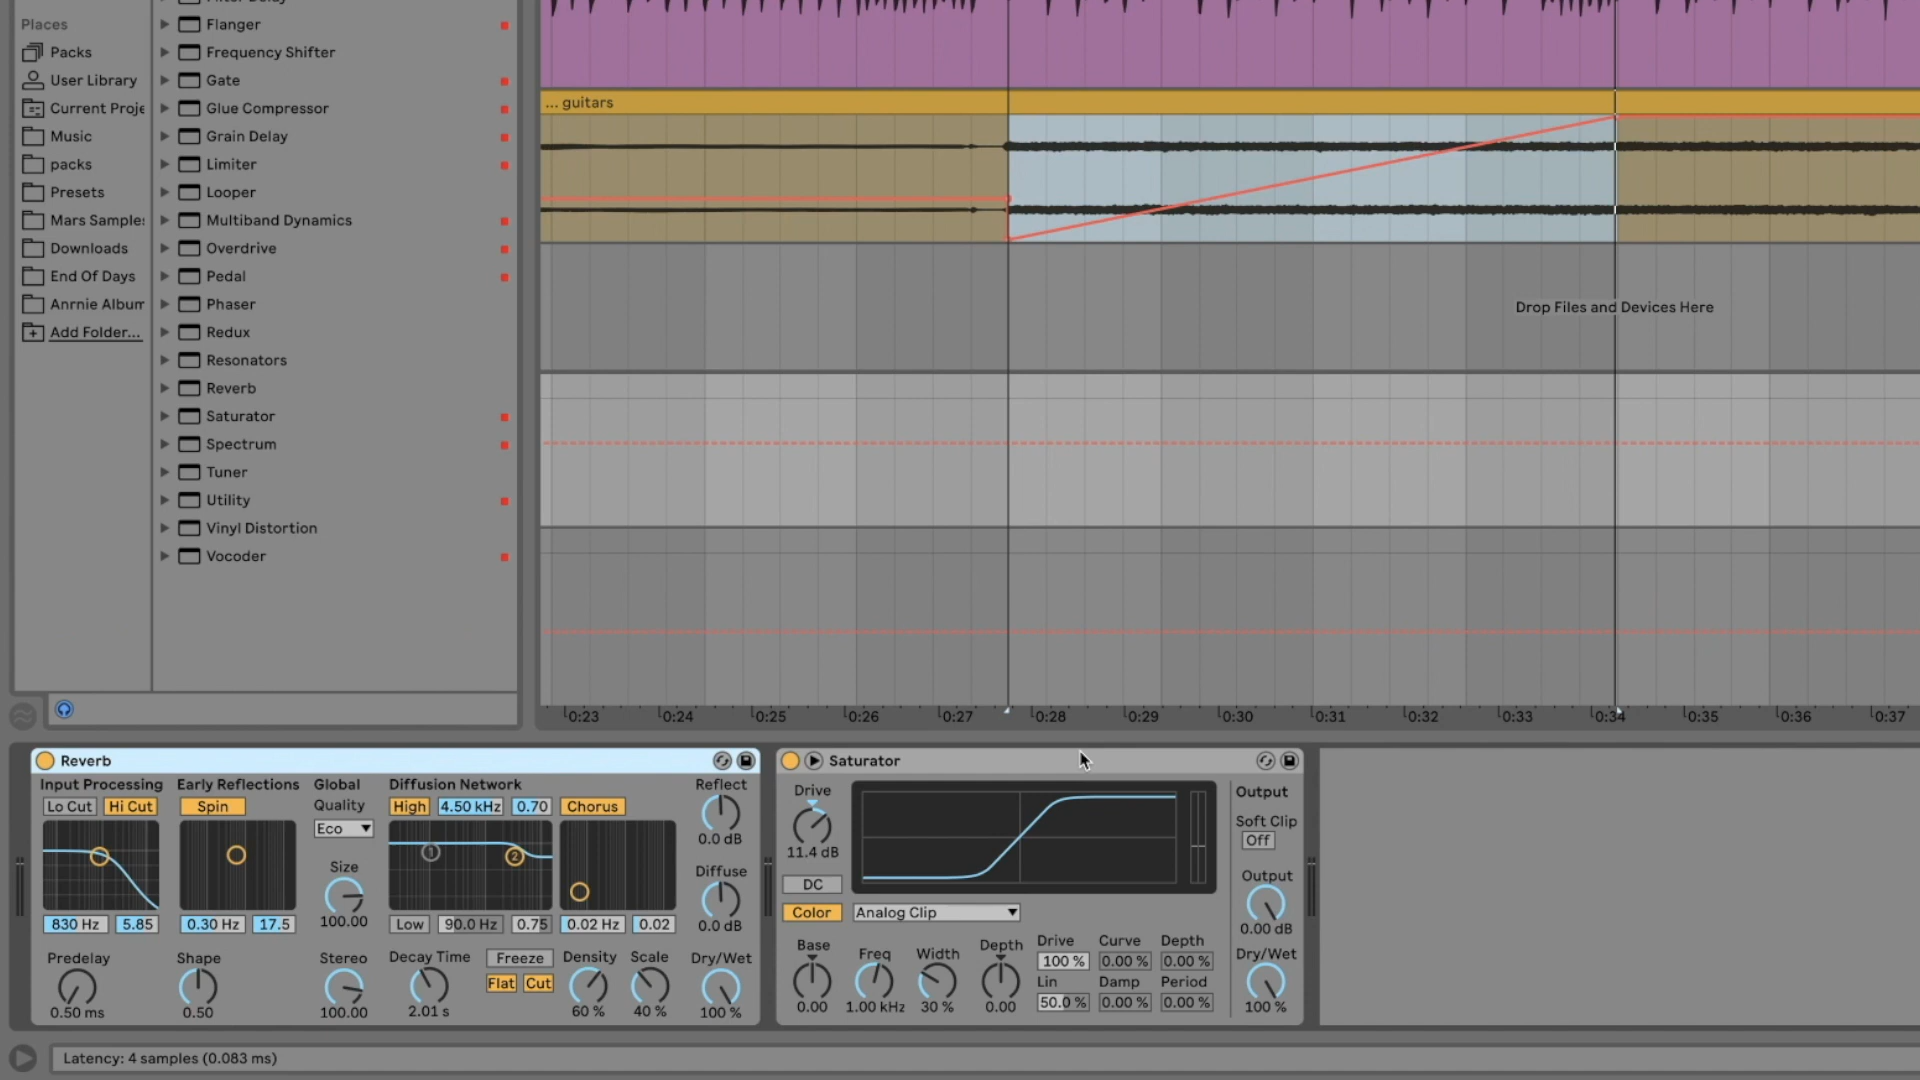 Places
Packs
User Library
Current Proje
Music
packs
Presets
Mars Sample
Downloads
End Of Days
Anrnie Albur
Add Folder...
Flanger
Frequency Shifter
Gate
Glue Compressor
Grain Delay
Limiter
Looper
Multiband Dynamics
Overdrive
Pedal
Phaser
Redux
Resonators
Reverb
Saturator
Spectrum
Tuner
Utility
Vinyl Distortion
Vocoder
... guitars
Drop Files and Devices Here
0:23 0:24 0:25 0:26 0:27 0:28 0:29 0:30 0:31 0:32 0:33 0:34 0:35 0:36 0:37
Reverb
Input Processing
Lo Cut Hi Cut
830 Hz 5.85
Predelay
0.50 ms
Early Reflections
Spin
0.30 Hz 17.5
Shape
0.50
Global
Quality
Eco
Size
100.00
Stereo
100.00
Diffusion Network
High 4.50 kHz 0.70 Chorus
1 2
Low 90.0 Hz 0.75 0.02 Hz 0.02
Decay Time
2.01 s
Freeze
Flat Cut
Density
60 %
Scale
40 %
Reflect
0.0 dB
Diffuse
0.0 dB
Dry/Wet
100 %
Saturator
Drive
11.4 dB
DC
Color Analog Clip
Base
0.00
Freq
1.00 kHz
Width
30 %
Depth
0.00
Drive Curve Depth
100 % 0.00 % 0.00 %
Lin Damp Period
50.0 % 0.00 % 0.00 %
Output
Soft Clip
Off
Output
0.00 dB
Dry/Wet
100 %
Latency: 4 samples (0.083 ms)